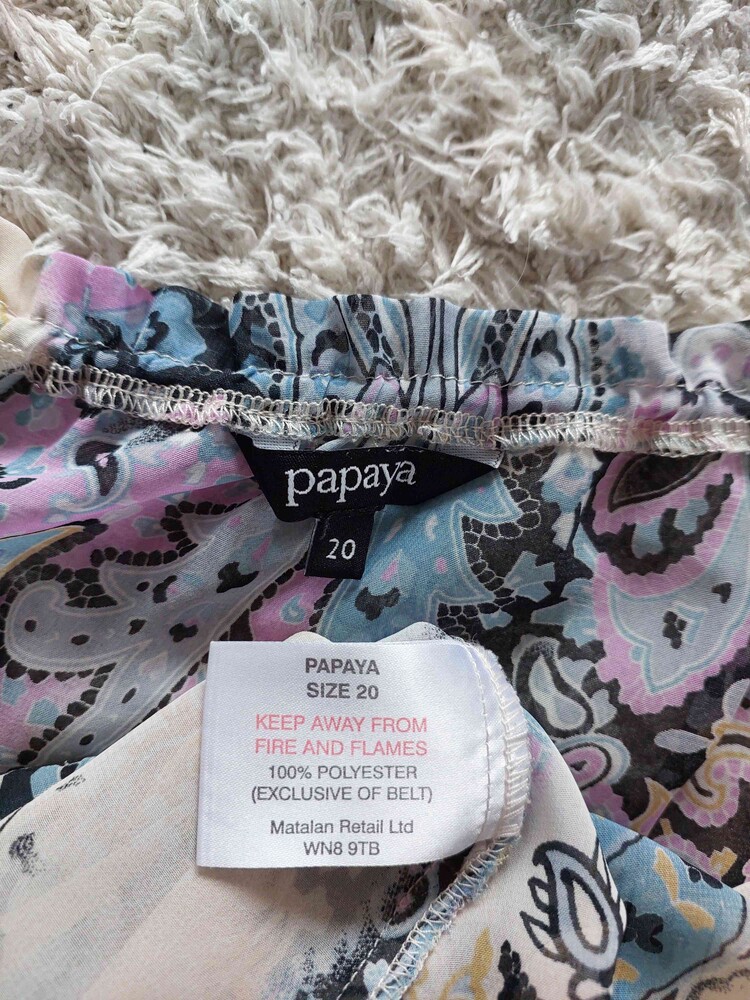 papaya
20
PAPAYA
SIZE 20
KEEP AWAY FROM
FIRE AND FLAMES
100% POLYESTER
(EXCLUSIVE OF BELT)
Matalan Retail Ltd
WN8 9TB